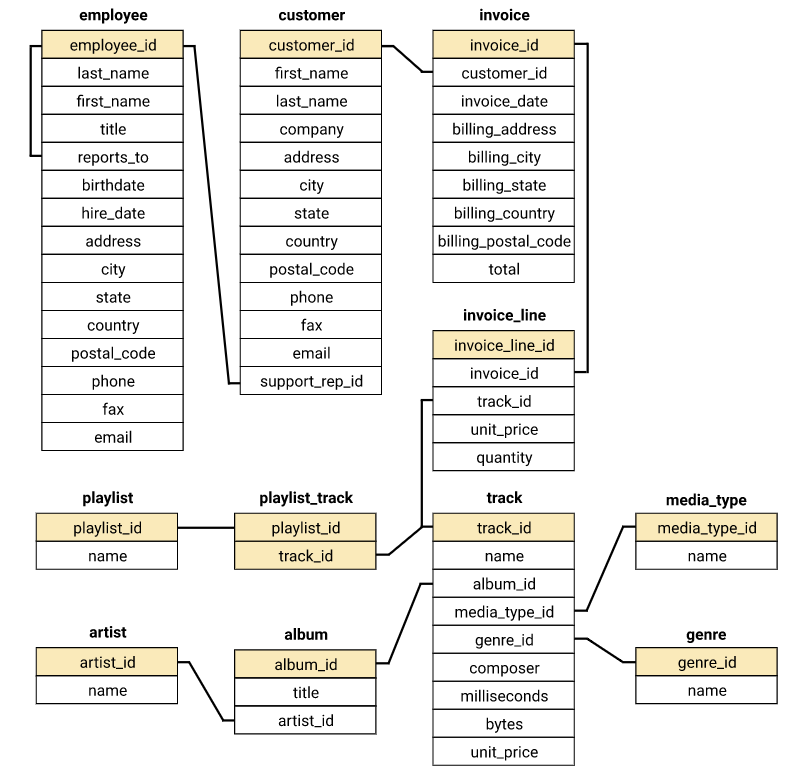 employee
employee_id
last_name
first_name
title
reports_to
birthdate
hire_date
address
city
state
country
postal_code
phone
fax
email
customer
customer_id
first_name
last_name
company
address
city
state
country
postal_code
phone
fax
email
support_rep_id
invoice
invoice_id
customer_id
invoice_date
billing_address
billing_city
billing_state
billing_country
billing_postal_code
total
invoice_line
invoice_line_id
invoice_id
track_id
unit_price
quantity
playlist
playlist_id
name
playlist_track
playlist_id
track_id
track
track_id
name
album_id
media_type_id
genre_id
composer
milliseconds
bytes
unit_price
media_type
media_type_id
name
artist
artist_id
name
album
album_id
title
artist_id
genre
genre_id
name